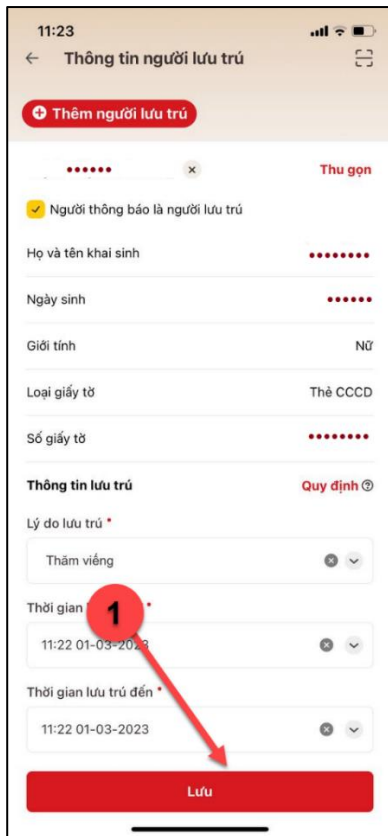 11:23
Thông tin người lưu trú
Thêm người lưu trú
Thu gọn
Người thông báo là người lưu trú
Họ và tên khai sinh
Ngày sinh
Giới tính Nữ
Loại giấy tờ Thẻ CCCD
Số giấy tờ
Thông tin lưu trú Quy định
Lý do lưu trú *
Thăm viếng
Thời gian *
1
11:22 01-03-2023
Thời gian lưu trú đến *
11:22 01-03-2023
Lưu